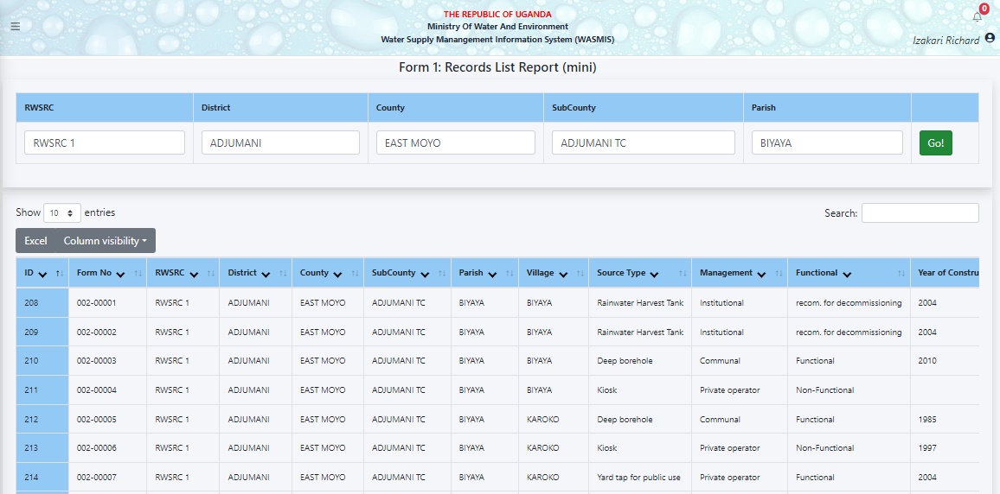 THE REPUBLIC OF UGANDA
0
Ministry Of Water And Environment
Water Supply Manangement Information System (WASMIS)
Izakari Richard
Form 1: Records List Report (mini)
RWSRC District County SubCounty Parish
RWSRC 1 ADJUMANI EAST MOYO ADJUMANI TC BIYAYA Go!
Show 10 entries Search:
Excel Column visibility
ID Form No RWSRC District County SubCounty Parish Village Source Type Management Functional Year of Constru
208 002-00001 RWSRC 1 ADJUMANI EAST MOYO ADJUMANI TC BIYAYA BIYAYA Rainwater Harvest Tank Institutional recom. for decommissioning 2004
209 002-00002 RWSRC 1 ADJUMANI EAST MOYO ADJUMANI TC BIYAYA BIYAYA Rainwater Harvest Tank Institutional recom. for decommissioning 2004
210 002-00003 RWSRC 1 ADJUMANI EAST MOYO ADJUMANI TC BIYAYA BIYAYA Deep borehole Communal Functional 2010
211 002-00004 RWSRC 1 ADJUMANI EAST MOYO ADJUMANI TC BIYAYA BIYAYA Kiosk Private operator Non-Functional
212 002-00005 RWSRC 1 ADJUMANI EAST MOYO ADJUMANI TC BIYAYA KAROKO Deep borehole Communal Functional 1985
213 002-00006 RWSRC 1 ADJUMANI EAST MOYO ADJUMANI TC BIYAYA KAROKO Kiosk Private operator Non-Functional 1997
214 002-00007 RWSRC 1 ADJUMANI EAST MOYO ADJUMANI TC BIYAYA KAROKO Yard tap for public use Private operator Functional 2004